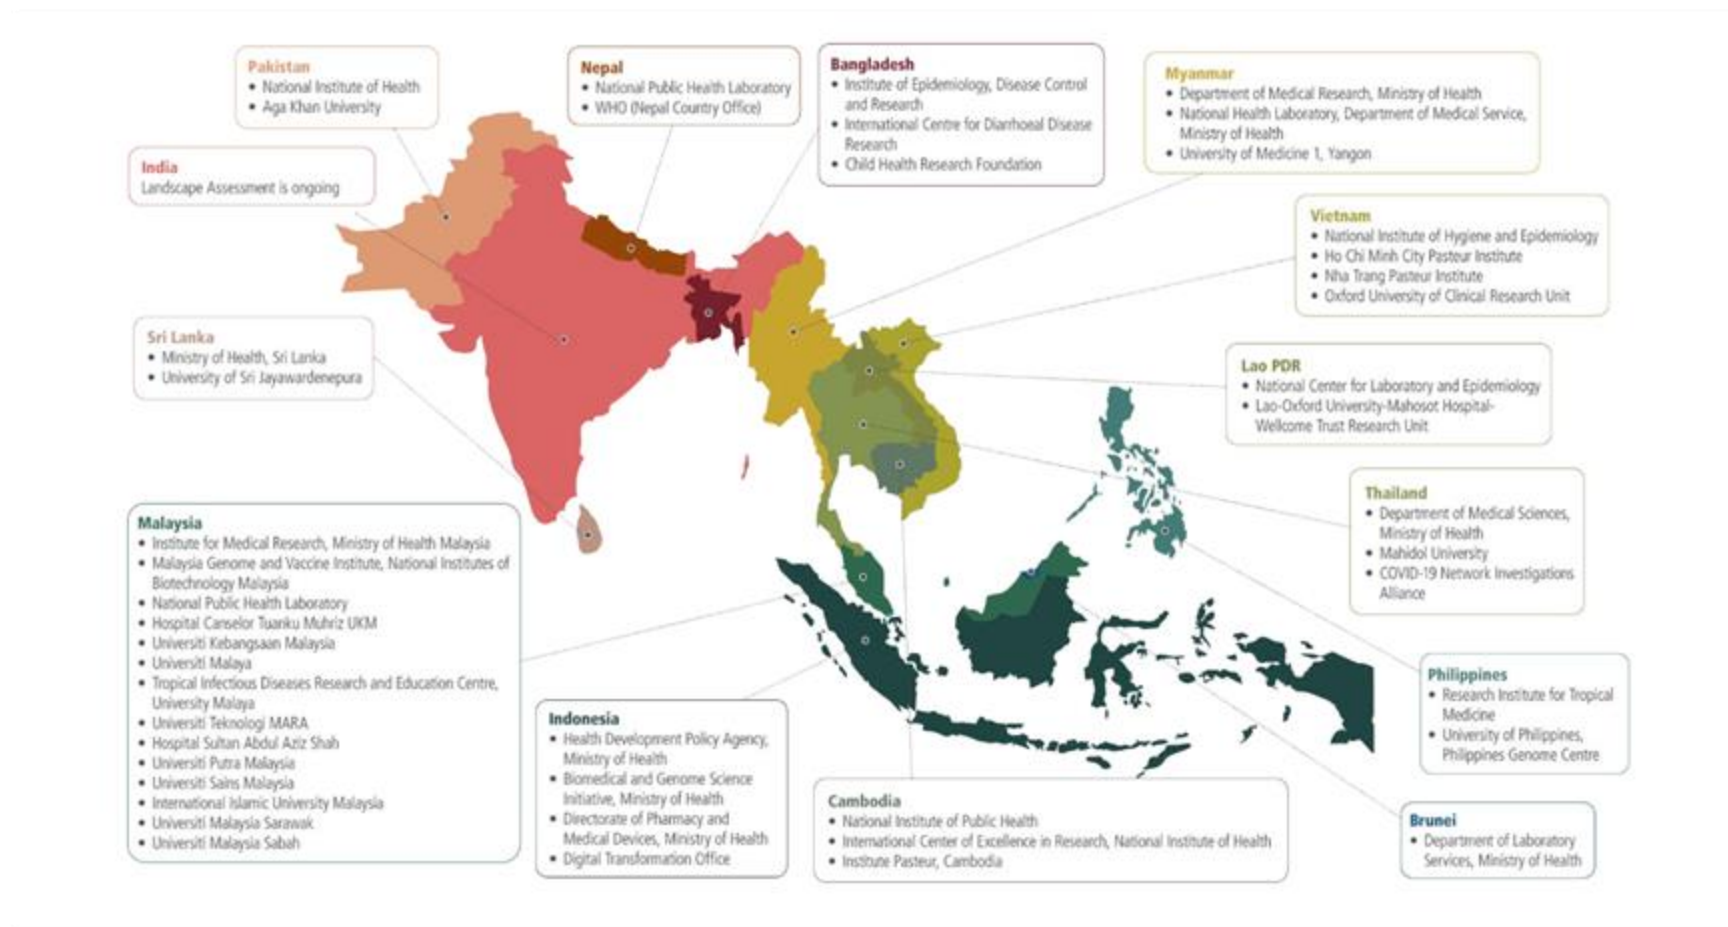 Pakistan
• National Institute of Health
• Aga Khan University
Nepal
• National Public Health Laboratory
• WHO (Nepal Country Office)
Bangladesh
• Institute of Epidemiology, Disease Control
and Research
• International Centre for Diarrhoeal Disease
Research
• Child Health Research Foundation
Myanmar
• Department of Medical Research, Ministry of Health
• National Health Laboratory, Department of Medical Service,
Ministry of Health
• University of Medicine 1, Yangon
India
Landscape Assessment is ongoing
Vietnam
• National Institute of Hygiene and Epidemiology
• Ho Chi Minh City Pasteur Institute
• Nha Trang Pasteur Institute
• Oxford University of Clinical Research Unit
Sri Lanka
• Ministry of Health, Sri Lanka
• University of Sri Jayawardenepura
Lao PDR
• National Center for Laboratory and Epidemiology
• Lao-Oxford University-Mahosot Hospital-
Wellcome Trust Research Unit
Thailand
• Department of Medical Sciences,
Ministry of Health
• Mahidol University
• COVID-19 Network Investigations
Alliance
Malaysia
• Institute for Medical Research, Ministry of Health Malaysia
• Malaysia Genome and Vaccine Institute, National Institutes of
Biotechnology Malaysia
• National Public Health Laboratory
• Hospital Canselor Tuanku Muhriz UKM
• Universiti Kebangsaan Malaysia
• Universiti Malaya
• Tropical Infectious Diseases Research and Education Centre,
University Malaya
• Universiti Teknologi MARA
• Hospital Sultan Abdul Aziz Shah
• Universiti Putra Malaysia
• Universiti Sains Malaysia
• International Islamic University Malaysia
• Universiti Malaysia Sarawak
• Universiti Malaysia Sabah
Indonesia
• Health Development Policy Agency,
Ministry of Health
• Biomedical and Genome Science
Initiative, Ministry of Health
• Directorate of Pharmacy and
Medical Devices, Ministry of Health
• Digital Transformation Office
Cambodia
• National Institute of Public Health
• International Center of Excellence in Research, National Institute of Health
• Institute Pasteur, Cambodia
Philippines
• Research Institute for Tropical
Medicine
• University of Philippines,
Philippines Genome Centre
Brunei
• Department of Laboratory
Services, Ministry of Health